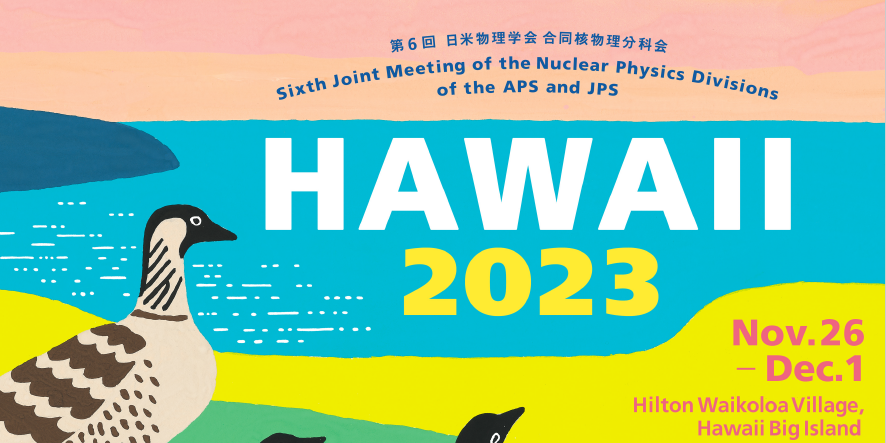 第6回 日米物理学会 合同核物理分科会
Sixth Joint Meeting of the Nuclear Physics Divisions
of the APS and JPS
HAWAII
2023
Nov.26
– Dec.1
Hilton Waikoloa Village,
Hawaii Big Island